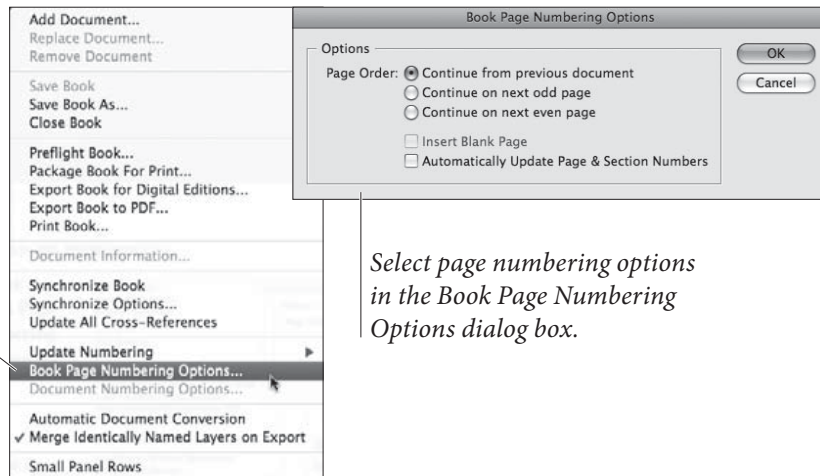 Add Document...
Replace Document...
Remove Document
Save Book
Save Book As...
Close Book
Preflight Book...
Package Book For Print...
Export Book for Digital Editions...
Export Book to PDF...
Print Book...
Document Information...
Synchronize Book
Synchronize Options...
Update All Cross-References
Update Numbering
Book Page Numbering Options...
Document Numbering Options...
Automatic Document Conversion
✓ Merge Identically Named Layers on Export
Small Panel Rows
Book Page Numbering Options
Options
Page Order: Continue from previous document
Continue on next odd page
Continue on next even page
Insert Blank Page
Automatically Update Page & Section Numbers
OK
Cancel
Select page numbering options
in the Book Page Numbering
Options dialog box.